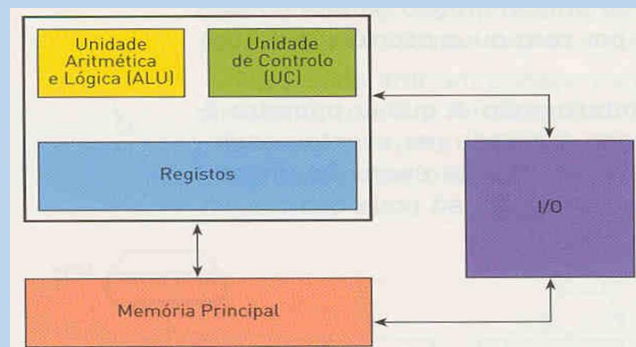 Unidade
Aritmética
e Lógica (ALU)
Unidade
de Controlo
(UC)
Registos
I/O
Memória Principal